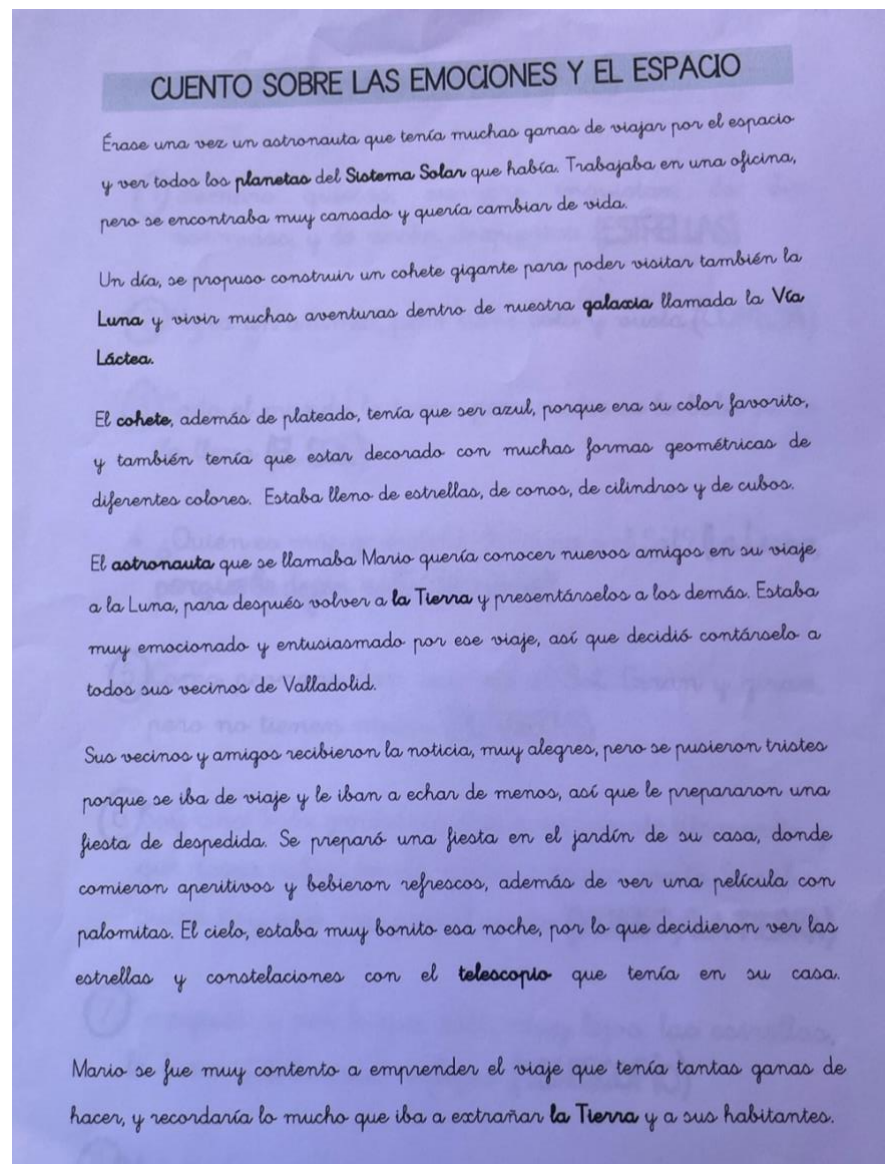 CUENTO SOBRE LAS EMOCIONES Y EL ESPACIO
Érase una vez un astronauta que tenía muchas ganas de viajar por el espacio
y ver todos los planetas del Sistema Solar que había. Trabajaba en una oficina,
pero se encontraba muy cansado y quería cambiar de vida.
Un día, se propuso construir un cohete gigante para poder visitar también la
Luna y vivir muchas aventuras dentro de nuestra galaxia llamada la Vía
Láctea.
El cohete, además de plateado, tenía que ser azul, porque era su color favorito,
y también tenía que estar decorado con muchas formas geométricas de
diferentes colores. Estaba lleno de estrellas, de conos, de cilindros y de cubos.
El astronauta que se llamaba Mario quería conocer nuevos amigos en su viaje
a la Luna, para después volver a la Tierra y presentárselos a los demás. Estaba
muy emocionado y entusiasmado por ese viaje, así que decidió contárselo a
todos sus vecinos de Valladolid.
Sus vecinos y amigos recibieron la noticia, muy alegres, pero se pusieron tristes
porque se iba de viaje y le iban a echar de menos, así que le prepararon una
fiesta de despedida. Se preparó una fiesta en el jardín de su casa, donde
comieron aperitivos y bebieron refrescos, además de ver una película con
palomitas. El cielo, estaba muy bonito esa noche, por lo que decidieron ver las
estrellas y constelaciones con el telescopio que tenía en su casa.
Mario se fue muy contento a emprender el viaje que tenía tantas ganas de
hacer, y recordaría lo mucho que iba a extrañar la Tierra y a sus habitantes.